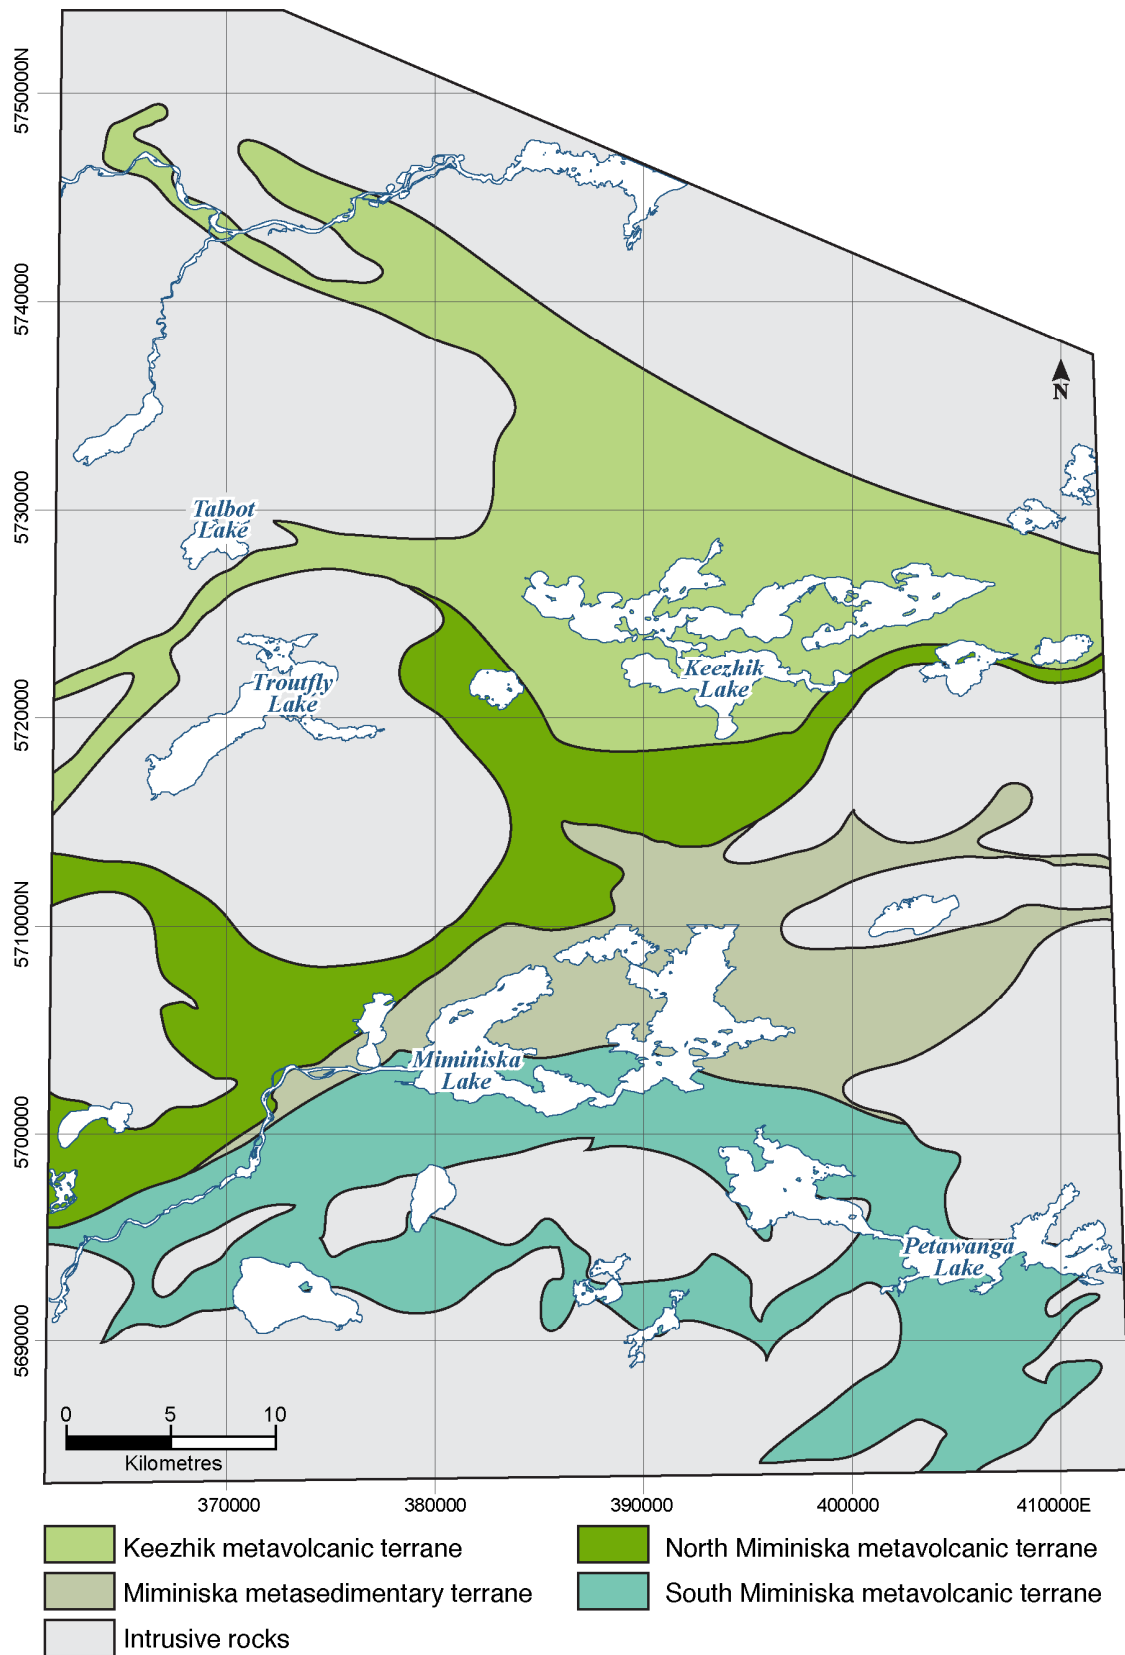 5750000N
5740000
5730000
5720000
5710000N
5700000
5690000
N
Talbot
Lake
Troutfly
Lake
Keezhik
Lake
Miminiska
Lake
Petawanga
Lake
0 5 10
Kilometres
370000 380000 390000 400000 410000E
Keezhik metavolcanic terrane
North Miminiska metavolcanic terrane
Miminiska metasedimentary terrane
South Miminiska metavolcanic terrane
Intrusive rocks